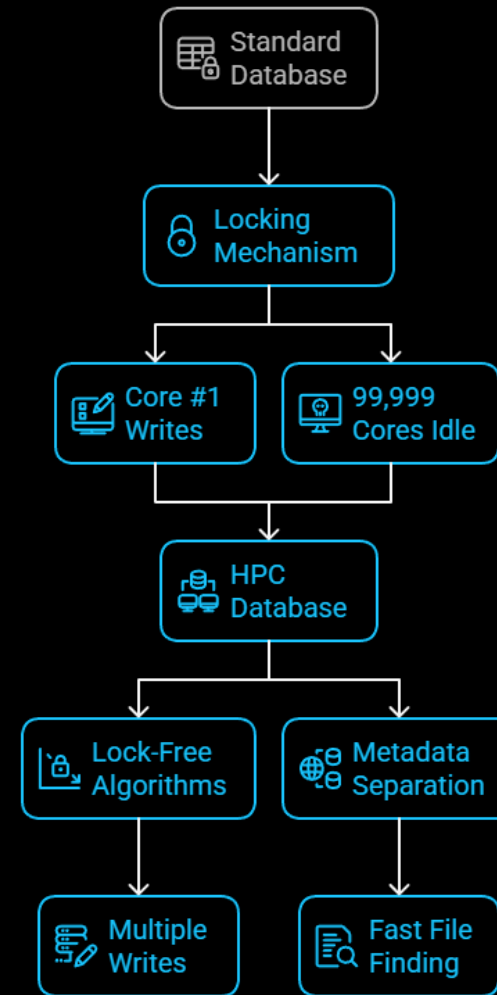 Standard
Database
Locking
Mechanism
Core #1
Writes
99,999
Cores Idle
HPC
Database
Lock-Free
Algorithms
Metadata
Separation
Multiple
Writes
Fast File
Finding